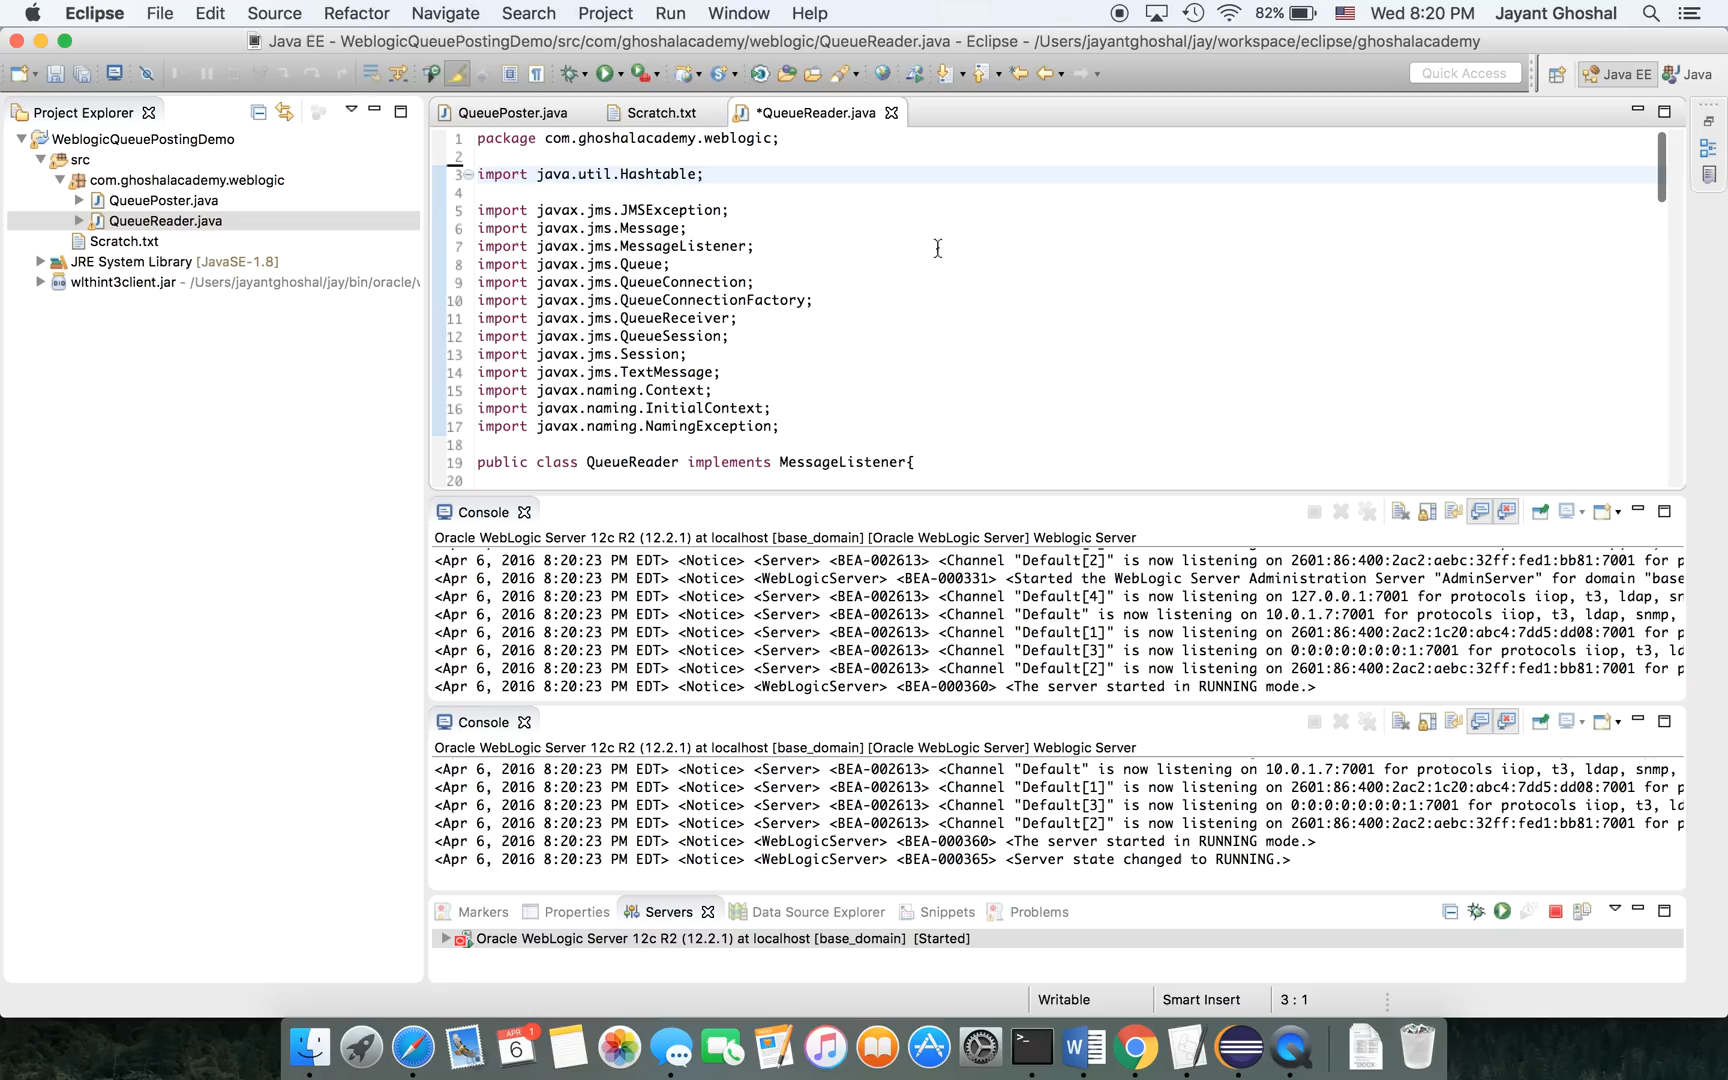 Eclipse File Edit Source Refactor Navigate Search Project Run Window Help 82% Wed 8:20 PM Jayant Ghoshal
Java EE - WeblogicQueuePostingDemo/src/com/ghoshalacademy/weblogic/QueueReader.java - Eclipse - /Users/jayantghoshal/jay/workspace/eclipse/ghoshalacademy
Quick Access Java EE Java
Project Explorer
WeblogicQueuePostingDemo
src
com.ghoshalacademy.weblogic
QueuePoster.java
QueueReader.java
Scratch.txt
JRE System Library [JavaSE-1.8]
wlthint3client.jar - /Users/jayantghoshal/jay/bin/oracle/
QueuePoster.java Scratch.txt *QueueReader.java
1 package com.ghoshalacademy.weblogic;
2
3 import java.util.Hashtable;
4
5 import javax.jms.JMSException;
6 import javax.jms.Message;
7 import javax.jms.MessageListener;
8 import javax.jms.Queue;
9 import javax.jms.QueueConnection;
10 import javax.jms.QueueConnectionFactory;
11 import javax.jms.QueueReceiver;
12 import javax.jms.QueueSession;
13 import javax.jms.Session;
14 import javax.jms.TextMessage;
15 import javax.naming.Context;
16 import javax.naming.InitialContext;
17 import javax.naming.NamingException;
18
19 public class QueueReader implements MessageListener{
20
Console
Oracle WebLogic Server 12c R2 (12.2.1) at localhost [base_domain] [Oracle WebLogic Server] Weblogic Server
<Apr 6, 2016 8:20:23 PM EDT> <Notice> <Server> <BEA-002613> <Channel "Default[2]" is now listening on 2601:86:400:2ac2:aebc:32ff:fed1:bb81:7001 for p
<Apr 6, 2016 8:20:23 PM EDT> <Notice> <WebLogicServer> <BEA-000331> <Started the WebLogic Server Administration Server "AdminServer" for domain "base
<Apr 6, 2016 8:20:23 PM EDT> <Notice> <Server> <BEA-002613> <Channel "Default[4]" is now listening on 127.0.0.1:7001 for protocols iiop, t3, ldap, sn
<Apr 6, 2016 8:20:23 PM EDT> <Notice> <Server> <BEA-002613> <Channel "Default" is now listening on 10.0.1.7:7001 for protocols iiop, t3, ldap, snmp,
<Apr 6, 2016 8:20:23 PM EDT> <Notice> <Server> <BEA-002613> <Channel "Default[1]" is now listening on 2601:86:400:2ac2:1c20:abc4:7dd5:dd08:7001 for p
<Apr 6, 2016 8:20:23 PM EDT> <Notice> <Server> <BEA-002613> <Channel "Default[3]" is now listening on 0:0:0:0:0:0:0:1:7001 for protocols iiop, t3, ld
<Apr 6, 2016 8:20:23 PM EDT> <Notice> <Server> <BEA-002613> <Channel "Default[2]" is now listening on 2601:86:400:2ac2:aebc:32ff:fed1:bb81:7001 for p
<Apr 6, 2016 8:20:23 PM EDT> <Notice> <WebLogicServer> <BEA-000360> <The server started in RUNNING mode.>
Console
Oracle WebLogic Server 12c R2 (12.2.1) at localhost [base_domain] [Oracle WebLogic Server] Weblogic Server
<Apr 6, 2016 8:20:23 PM EDT> <Notice> <Server> <BEA-002613> <Channel "Default" is now listening on 10.0.1.7:7001 for protocols iiop, t3, ldap, snmp,
<Apr 6, 2016 8:20:23 PM EDT> <Notice> <Server> <BEA-002613> <Channel "Default[1]" is now listening on 2601:86:400:2ac2:1c20:abc4:7dd5:dd08:7001 for p
<Apr 6, 2016 8:20:23 PM EDT> <Notice> <Server> <BEA-002613> <Channel "Default[3]" is now listening on 0:0:0:0:0:0:0:1:7001 for protocols iiop, t3, ld
<Apr 6, 2016 8:20:23 PM EDT> <Notice> <Server> <BEA-002613> <Channel "Default[2]" is now listening on 2601:86:400:2ac2:aebc:32ff:fed1:bb81:7001 for p
<Apr 6, 2016 8:20:23 PM EDT> <Notice> <WebLogicServer> <BEA-000360> <The server started in RUNNING mode.>
<Apr 6, 2016 8:20:23 PM EDT> <Notice> <WebLogicServer> <BEA-000365> <Server state changed to RUNNING.>
Markers Properties Servers Data Source Explorer Snippets Problems
Oracle WebLogic Server 12c R2 (12.2.1) at localhost [base_domain] [Started]
Writable Smart Insert 3 : 1
APR 6 1
W
DOCX